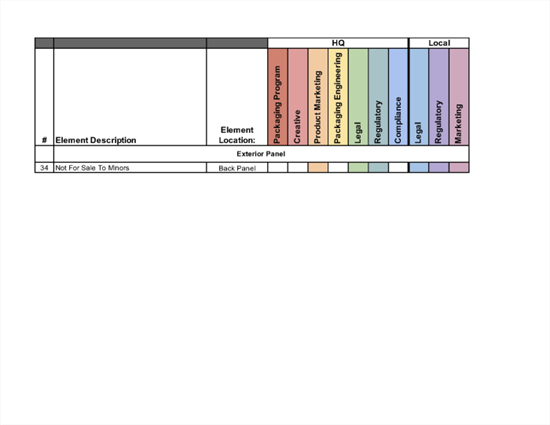 HQ Local
# Element Description Element Location: Packaging Program Creative Product Marketing Packaging Engineering Legal Regulatory Compliance Legal Regulatory Marketing
Exterior Panel
34 Not For Sale To Minors Back Panel